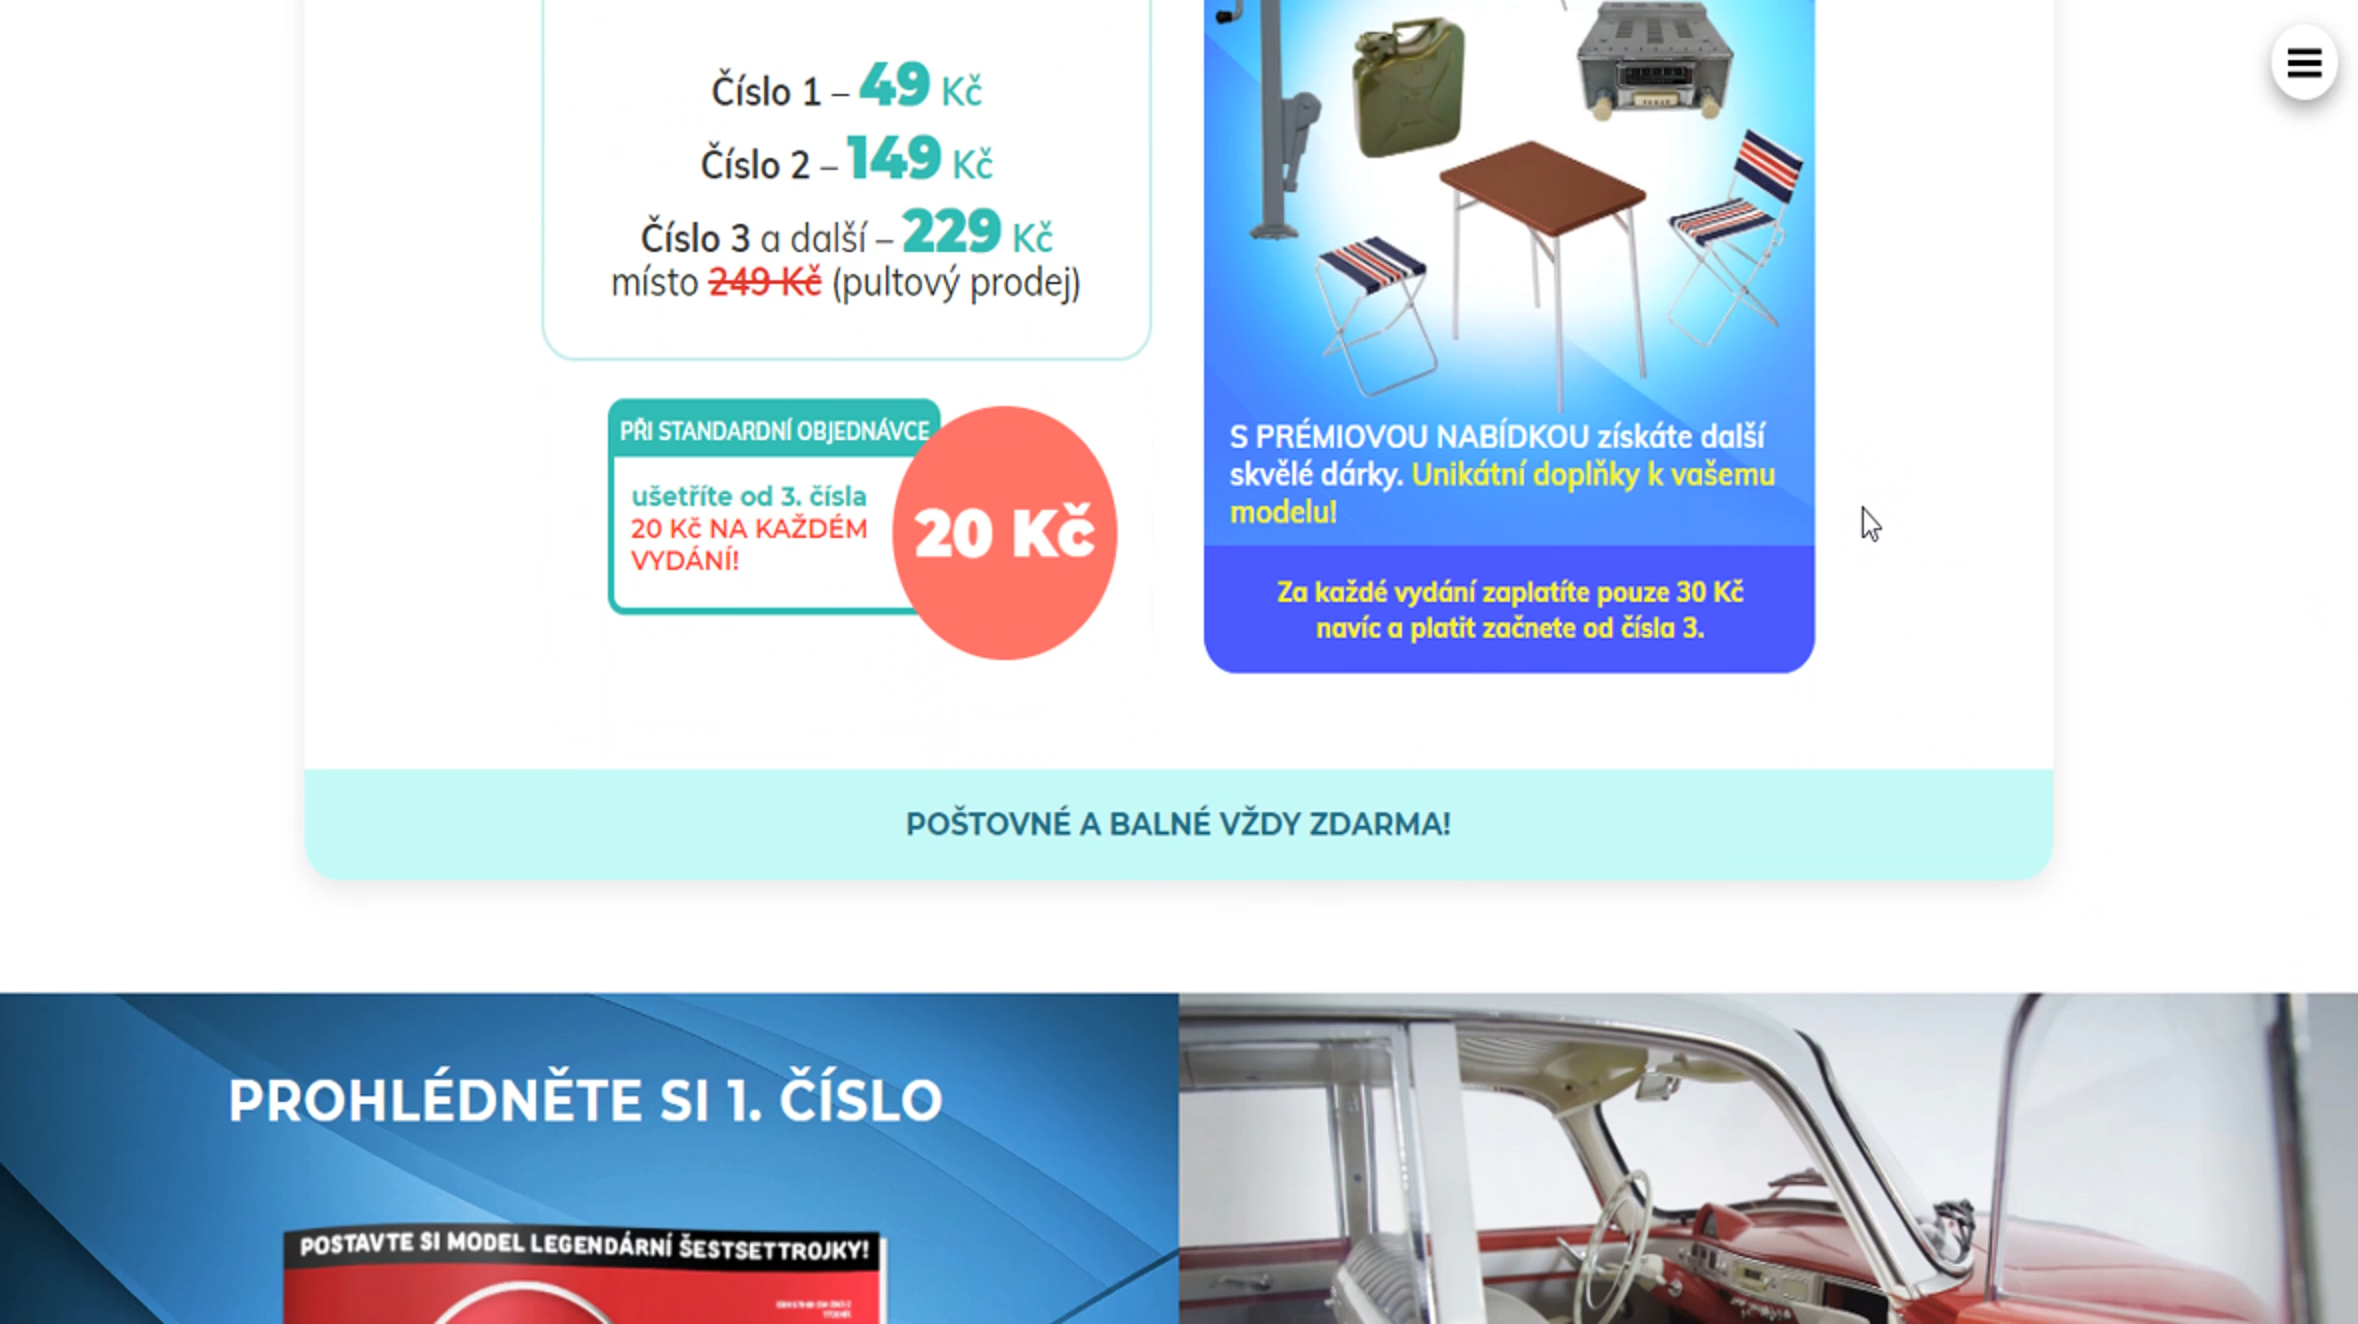 Číslo 1 – 49 Kč
Číslo 2 – 149 Kč
Číslo 3 a další – 229 Kč
místo 249 Kč (pultový prodej)
PŘI STANDARDNÍ OBJEDNÁVCE
ušetříte od 3. čísla
20 Kč NA KAŽDÉM
VYDÁNÍ!
20 Kč
S PRÉMIOVOU NABÍDKOU získáte další
skvělé dárky. Unikátní doplňky k vašemu
modelu!
Za každé vydání zaplatíte pouze 30 Kč
navíc a platit začnete od čísla 3.
POŠTOVNÉ A BALNÉ VŽDY ZDARMA!
PROHLÉDNĚTE SI 1. ČÍSLO
POSTAVTE SI MODEL LEGENDÁRNÍ ŠESTSETTROJKY!